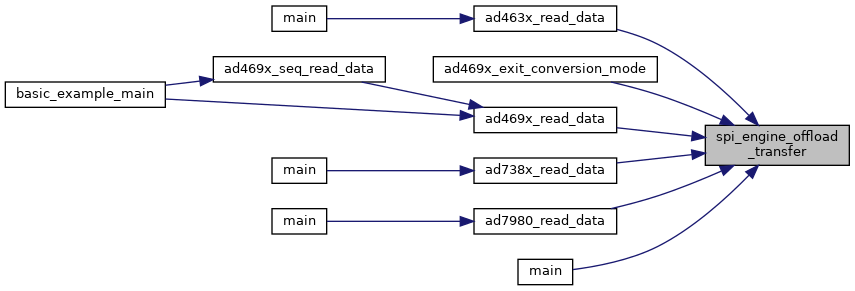 main
ad463x_read_data
ad469x_seq_read_data
ad469x_exit_conversion_mode
basic_example_main
ad469x_read_data
spi_engine_offload
_transfer
main
ad738x_read_data
main
ad7980_read_data
main